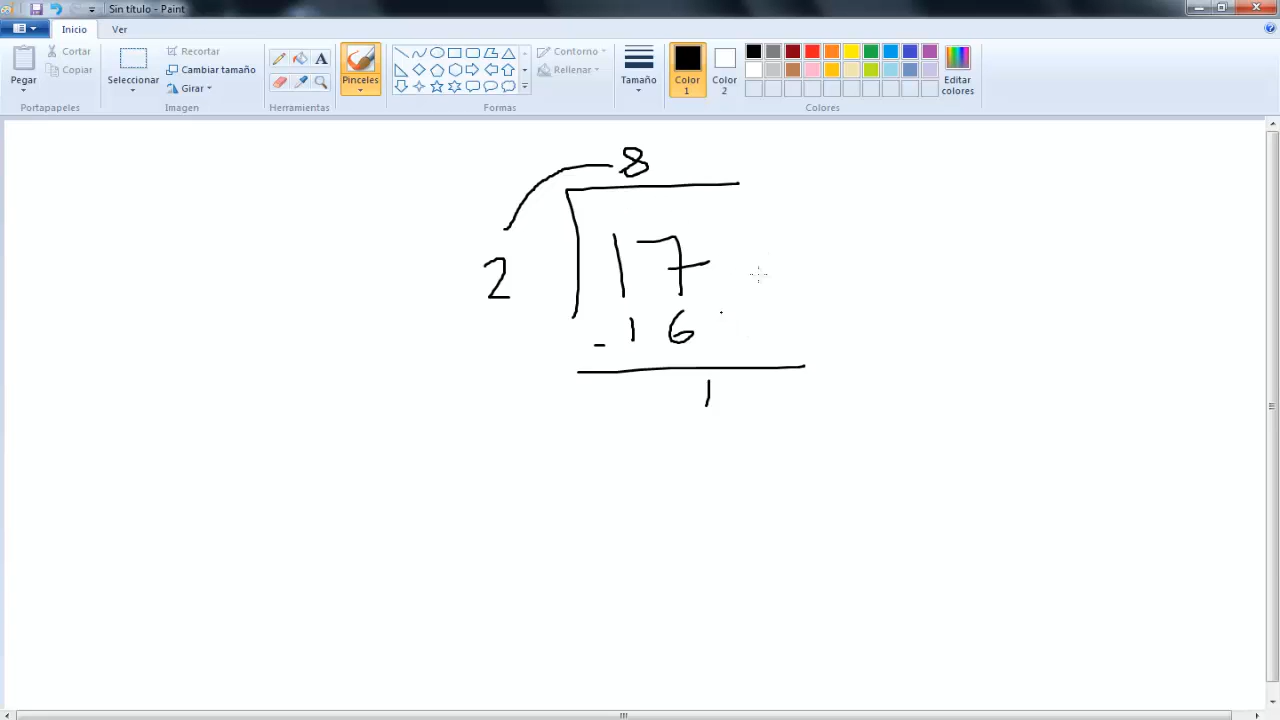 Sin título - Paint
Inicio Ver
Pegar
Cortar
Copiar
Portapapeles
Seleccionar
Recortar
Cambiar tamaño
Girar
Imagen
A
Herramientas
Pinceles
Contorno
Rellenar
Formas
Tamaño
Color 1
Color 2
Editar colores
Colores
8
2 17
- 16
1